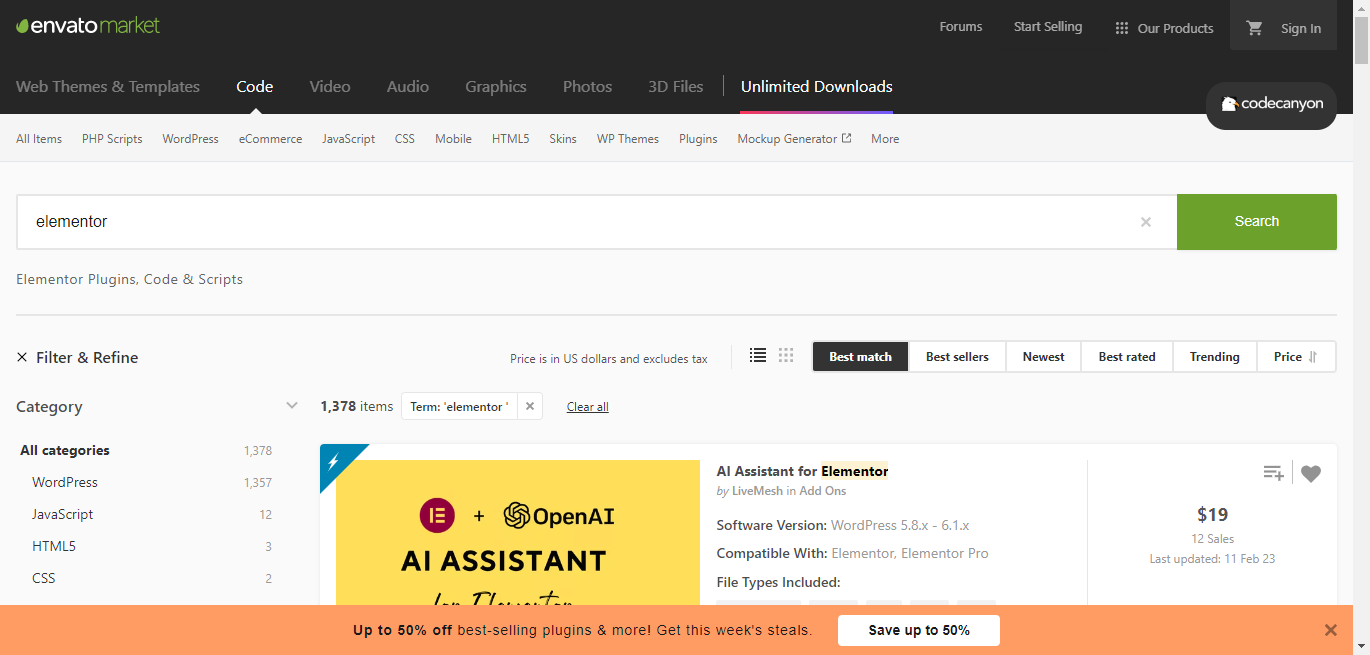 envatomarket
Forums Start Selling Our Products Sign In
Web Themes & Templates Code Video Audio Graphics Photos 3D Files Unlimited Downloads
codecanyon
All Items PHP Scripts WordPress eCommerce JavaScript CSS Mobile HTML5 Skins WP Themes Plugins Mockup Generator More
elementor Search
Elementor Plugins, Code & Scripts
Filter & Refine Price is in US dollars and excludes tax Best match Best sellers Newest Best rated Trending Price
Category 1,378 items Term: 'elementor ' Clear all
All categories 1,378
WordPress 1,357
JavaScript 12
HTML5 3
CSS 2
+ OpenAI
AI ASSISTANT
for Elementor
AI Assistant for Elementor
by LiveMesh in Add Ons
Software Version: WordPress 5.8.x - 6.1.x
Compatible With: Elementor, Elementor Pro
File Types Included:
$19
12 Sales
Last updated: 11 Feb 23
Up to 50% off best-selling plugins & more! Get this week's steals. Save up to 50%